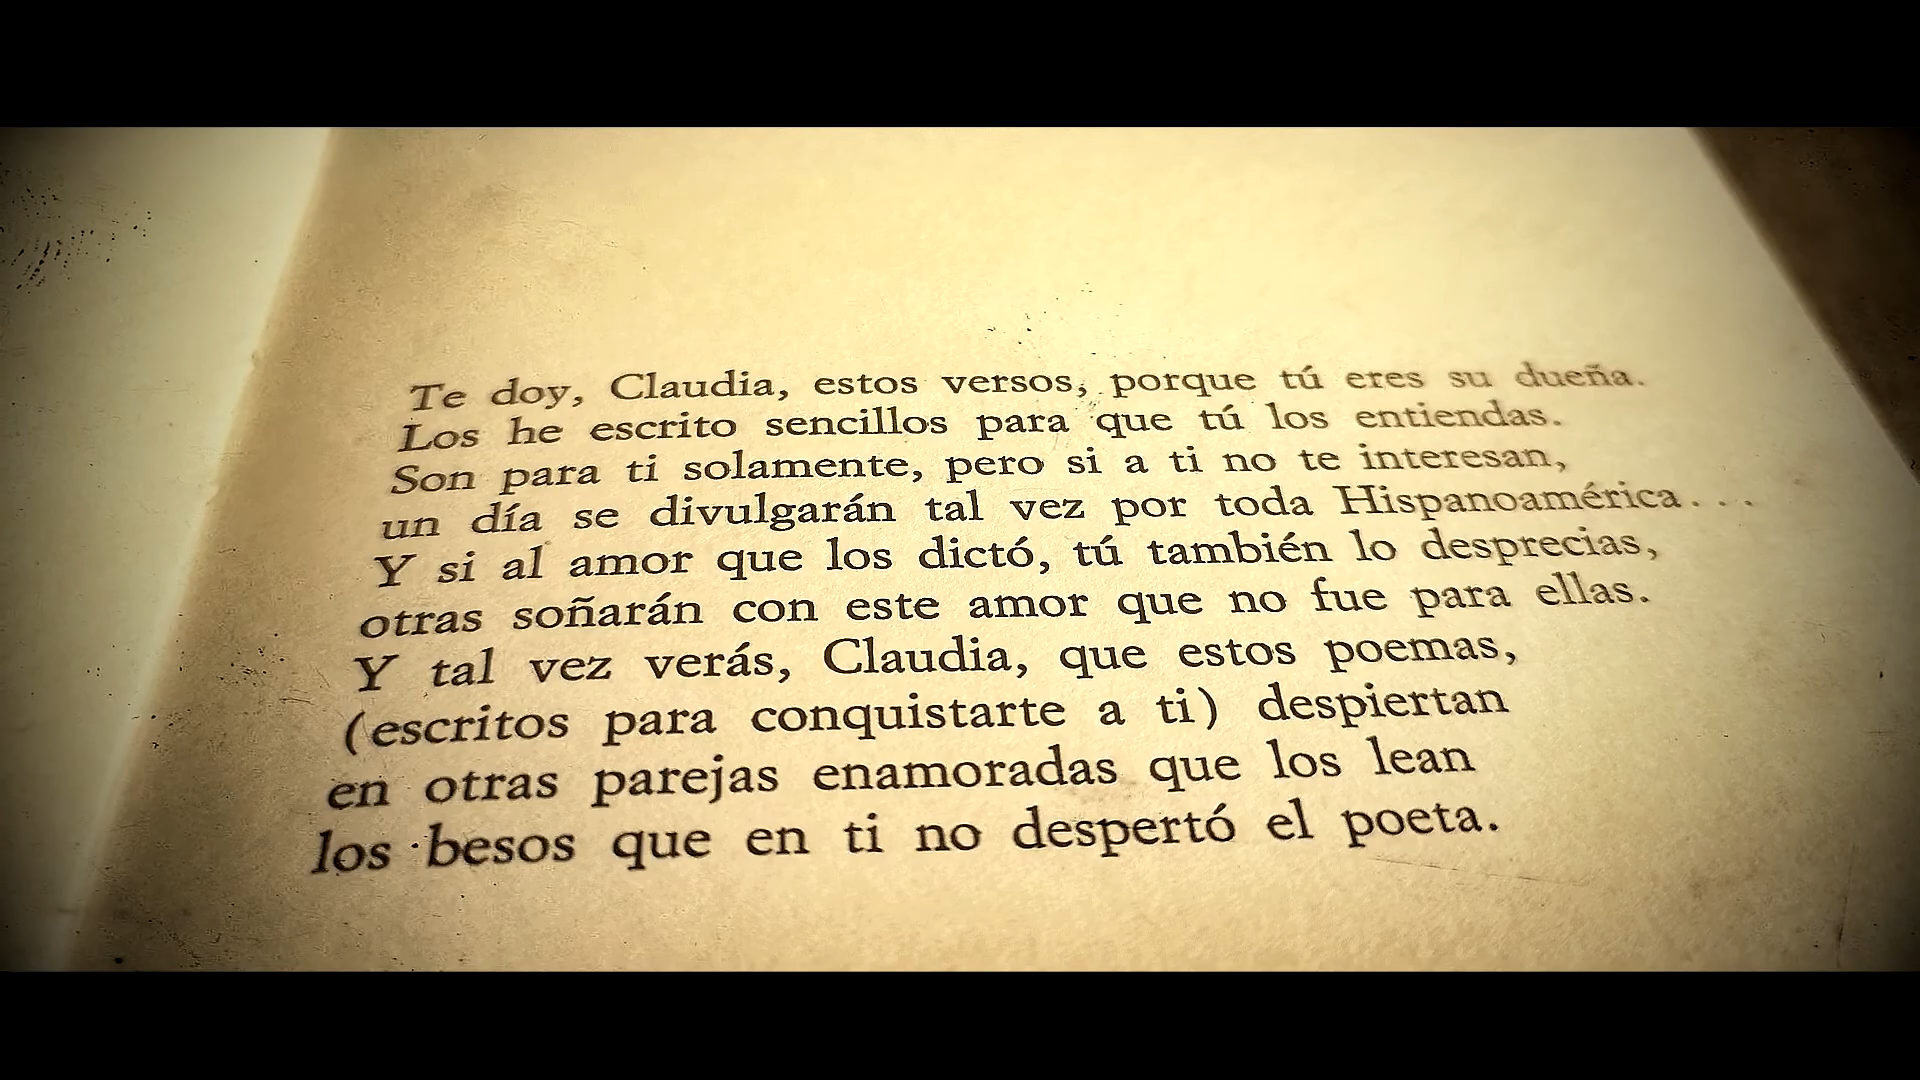 Te doy, Claudia, estos versos, porque tú eres su dueña.
Los he escrito sencillos para que tú los entiendas.
Son para ti solamente, pero si a ti no te interesan,
un día se divulgarán tal vez por toda Hispanoamérica...
Y si al amor que los dictó, tú también lo desprecias,
otras soñarán con este amor que no fue para ellas.
Y tal vez verás, Claudia, que estos poemas,
(escritos para conquistarte a ti) despiertan
en otras parejas enamoradas que los lean
los besos que en ti no despertó el poeta.